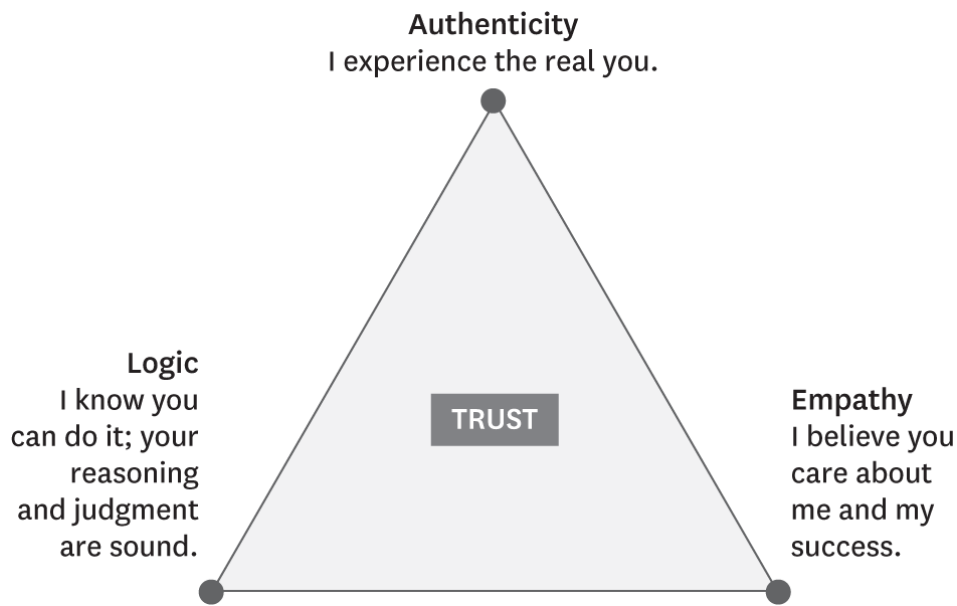 Authenticity
I experience the real you.
Logic
I know you
can do it; your
reasoning
and judgment
are sound.
TRUST
Empathy
I believe you
care about
me and my
success.